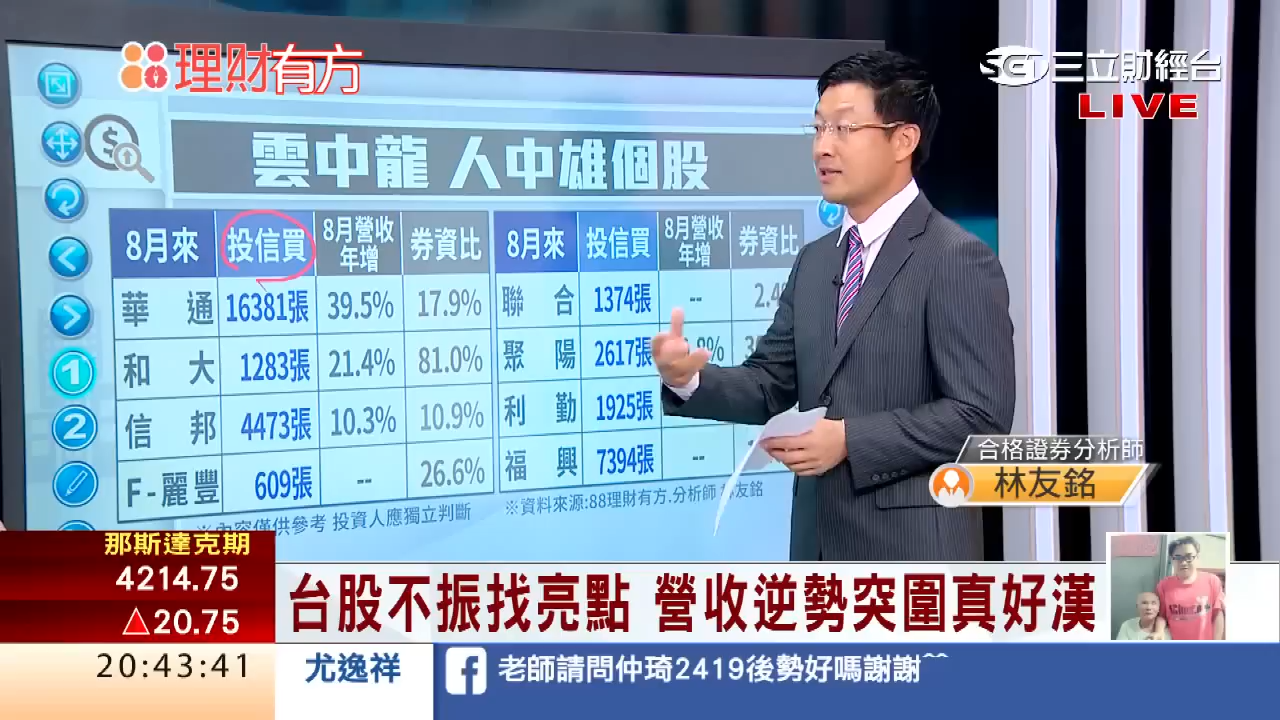 理財有方
三立財經台
LIVE
雲中龍 人中雄個股
8月來 投信買 8月營收年增 券資比 8月來 投信買 8月營收年增 券資比
華通 16381張 39.5% 17.9% 聯合 1374張 --
和大 1283張 21.4% 81.0% 聚陽 2617張
信邦 4473張 10.3% 10.9% 利勤 1925張
F-麗豐 609張 -- 26.6% 福興 7394張 --
※內容僅供參考 投資人應獨立判斷
※資料來源:88理財有方.分析師 林友銘
1
2
合格證券分析師
林友銘
那斯達克期
4214.75
▲20.75
台股不振找亮點 營收逆勢突圍真好漢
20:43:41
尤逸祥
老師請問仲琦2419後勢好嗎謝謝